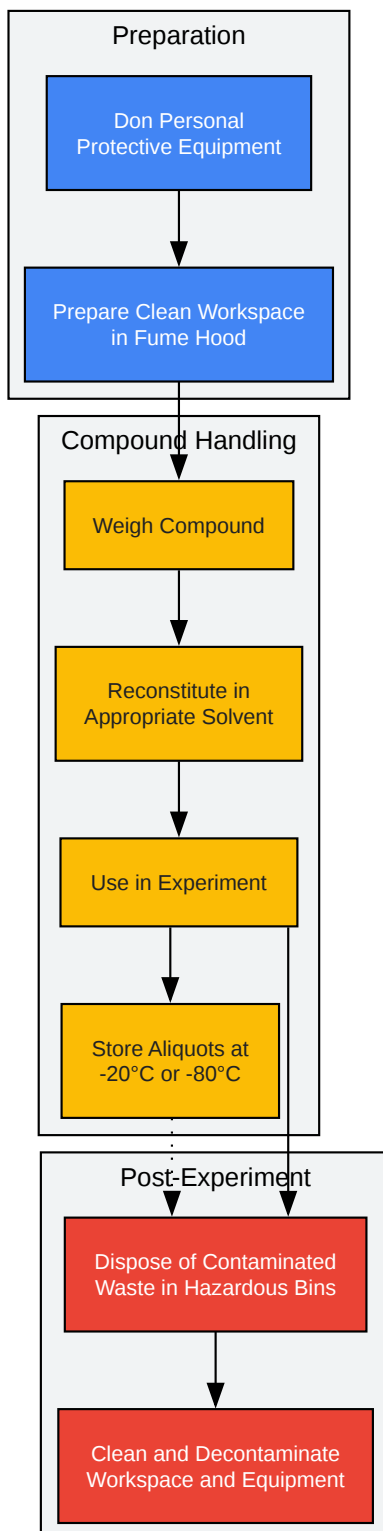 Preparation
Don Personal
Protective Equipment
Prepare Clean Workspace
in Fume Hood
Compound Handling
Weigh Compound
Reconstitute in
Appropriate Solvent
Use in Experiment
Store Aliquots at
-20°C or -80°C
Post-Experiment
Dispose of Contaminated
Waste in Hazardous Bins
Clean and Decontaminate
Workspace and Equipment